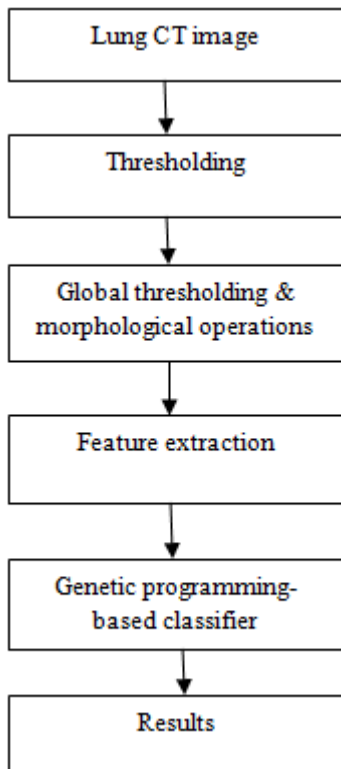 Lung CT image
Thresholding
Global thresholding &
morphological operations
Feature extraction
Genetic programming-
based classifier
Results